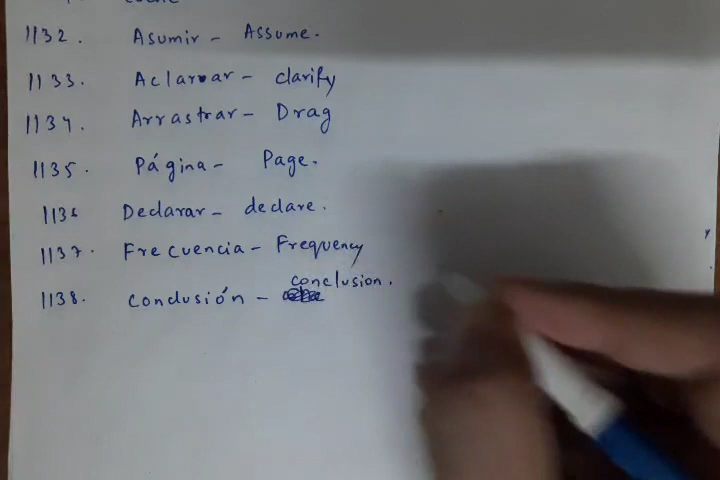 1132. Asumir - Assume.
1133. Aclarar - clarify
1134. Arrastrar - Drag
1135. Página - Page.
1136 Declarar - declare.
1137. Frecuencia - Frequency
1138. Conclusión - conclusion.